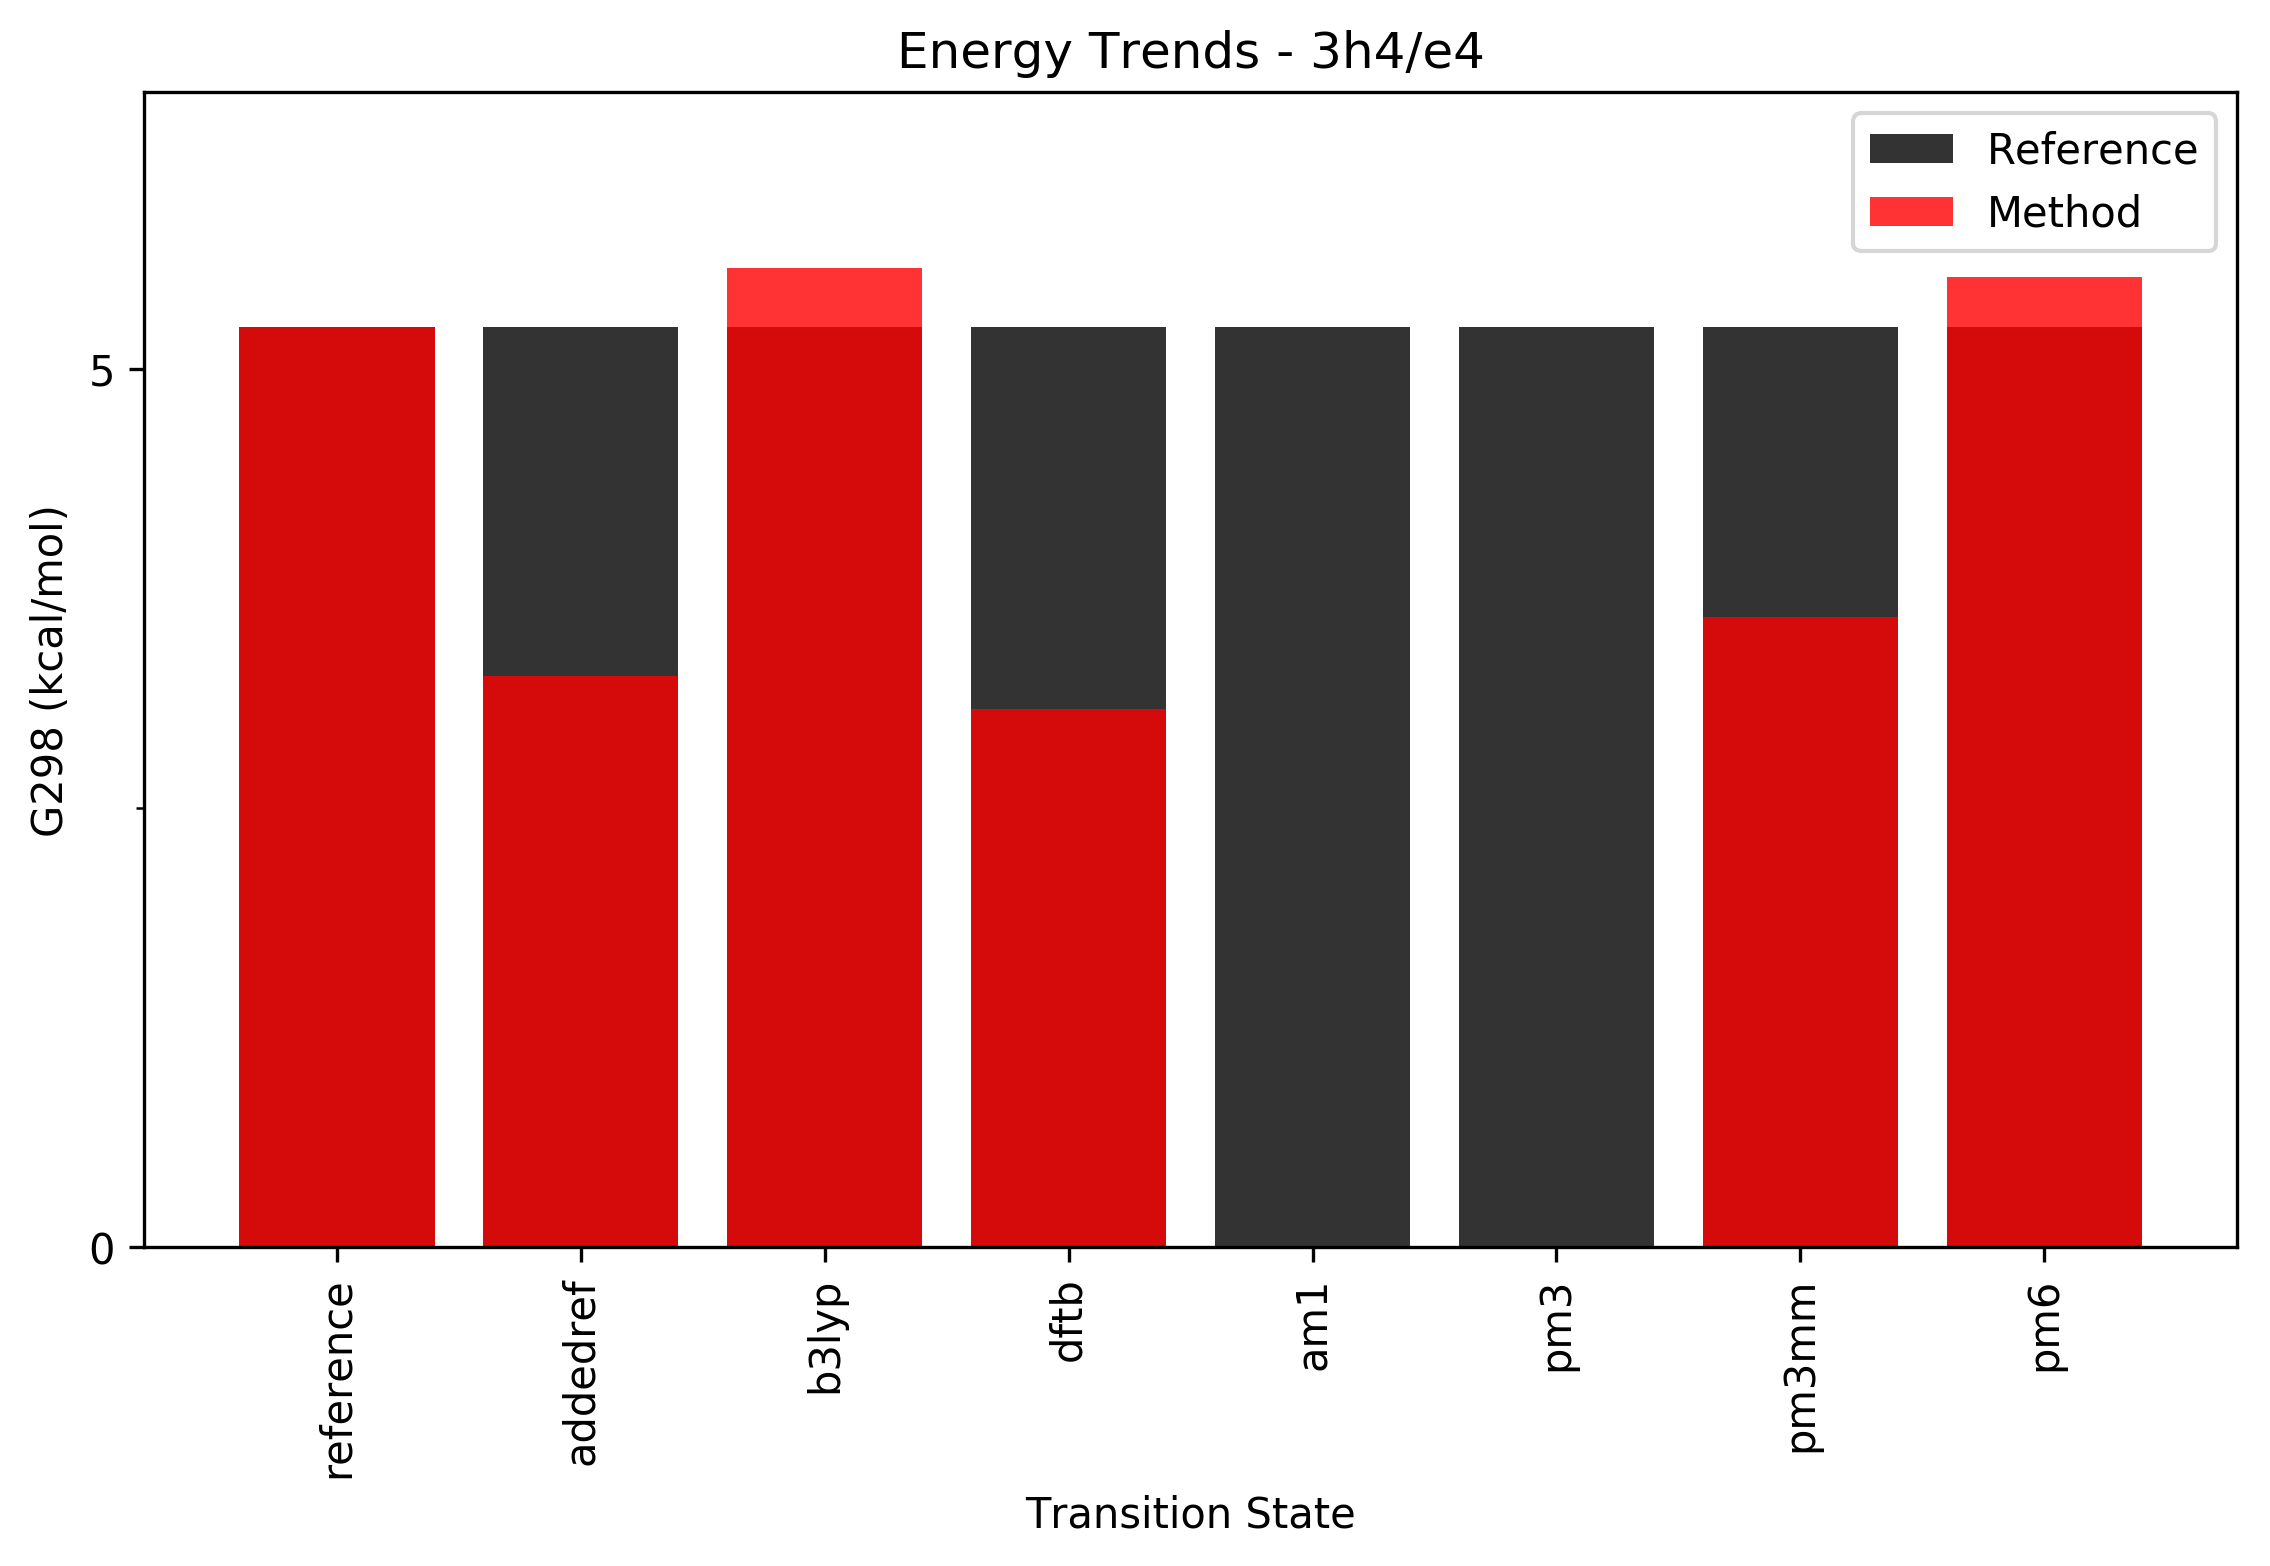 Energy Trends - 3h4/e4
Reference
Method
G298 (kcal/mol)
5
0
reference
addedref
b3lyp
dftb
am1
pm3
pm3mm
pm6
Transition State